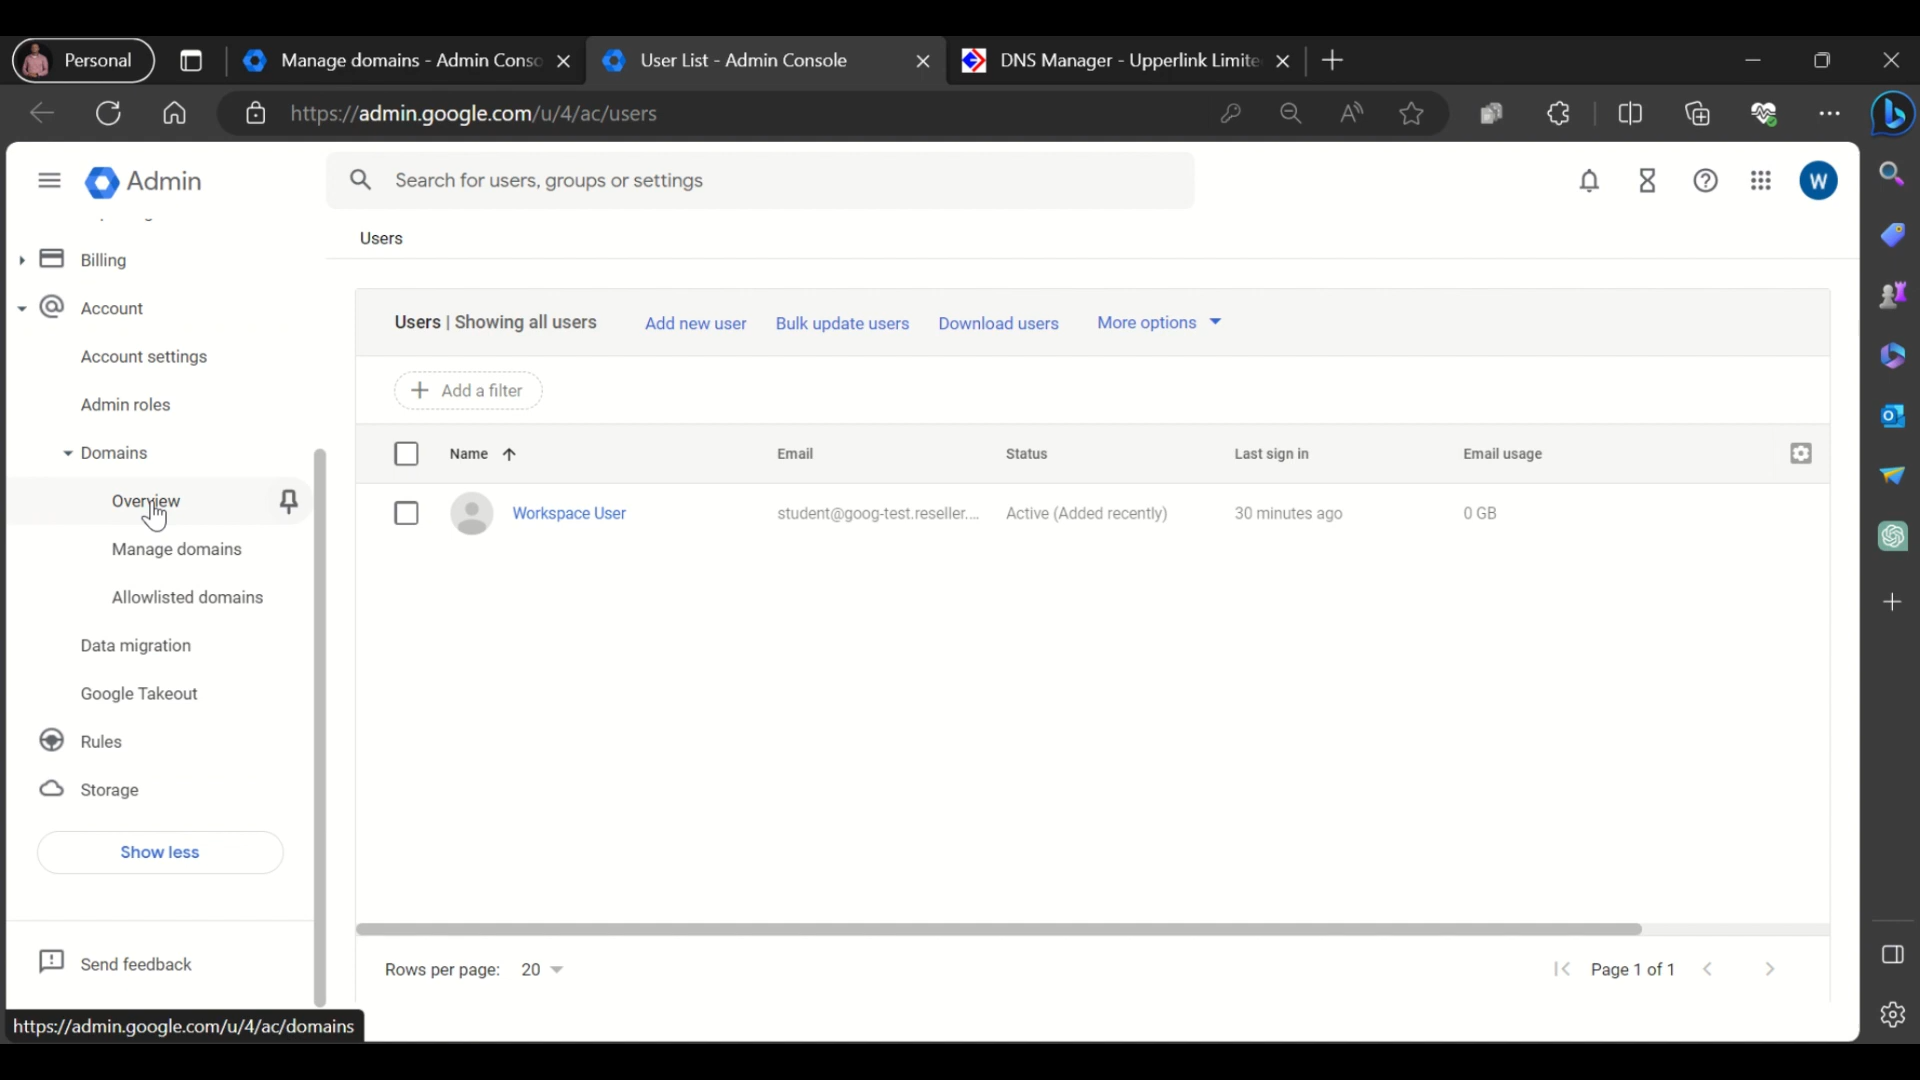 Personal
Manage domains - Admin Conso
User List - Admin Console
DNS Manager - Upperlink Limite
https://admin.google.com/u/4/ac/users
Admin
Search for users, groups or settings
W
Users
Billing
Account
Account settings
Admin roles
Domains
Overview
Manage domains
Allowlisted domains
Data migration
Google Takeout
Rules
Storage
Show less
Send feedback
https://admin.google.com/u/4/ac/domains
Users | Showing all users
Add new user
Bulk update users
Download users
More options
Add a filter
Name
Email
Status
Last sign in
Email usage
Workspace User
student@goog-test.reseller....
Active (Added recently)
30 minutes ago
0 GB
Rows per page: 20
Page 1 of 1